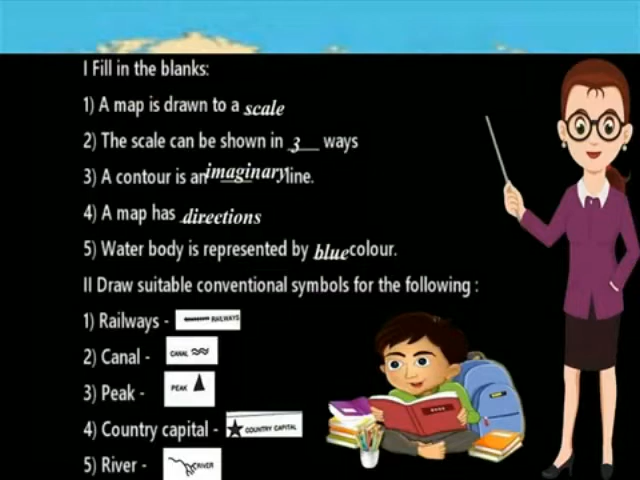 I Fill in the blanks:
1) A map is drawn to a scale
2) The scale can be shown in 3 ways
3) A contour is an imaginary line.
4) A map has directions
5) Water body is represented by blue colour.
II Draw suitable conventional symbols for the following :
1) Railways - RAILWAYS
2) Canal - CANAL
3) Peak - PEAK
4) Country capital - COUNTRY CAPITAL
5) River - RIVER